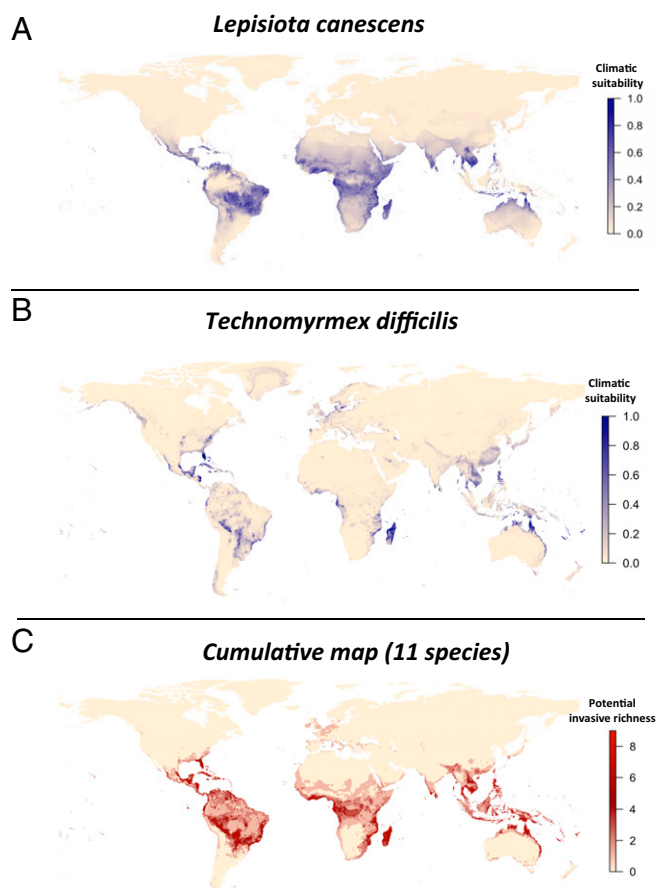 A
Lepisiota canescens
Climatic
suitability
1.0
0.8
0.6
0.4
0.2
0.0
B
Technomyrmex difficilis
Climatic
suitability
1.0
0.8
0.6
0.4
0.2
0.0
C
Cumulative map (11 species)
Potential
invasive richness
8
6
4
2
0